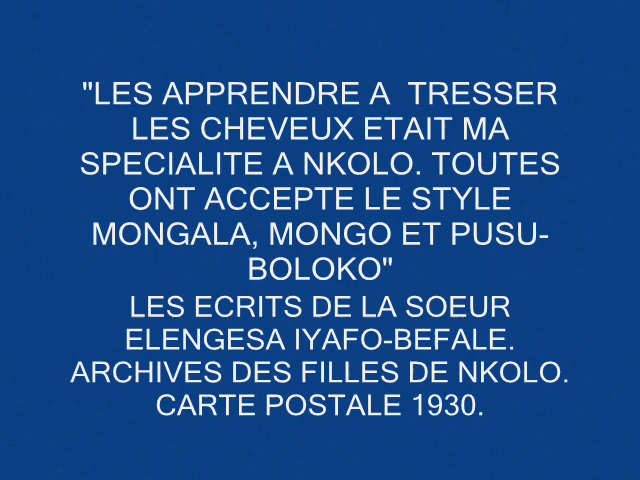 "LES APPRENDRE A  TRESSER
LES CHEVEUX ETAIT MA
SPECIALITE A NKOLO. TOUTES
ONT ACCEPTE LE STYLE
MONGALA, MONGO ET PUSU-
BOLOKO"
LES ECRITS DE LA SOEUR
ELENGESA IYAFO-BEFALE.
ARCHIVES DES FILLES DE NKOLO.
CARTE POSTALE 1930.